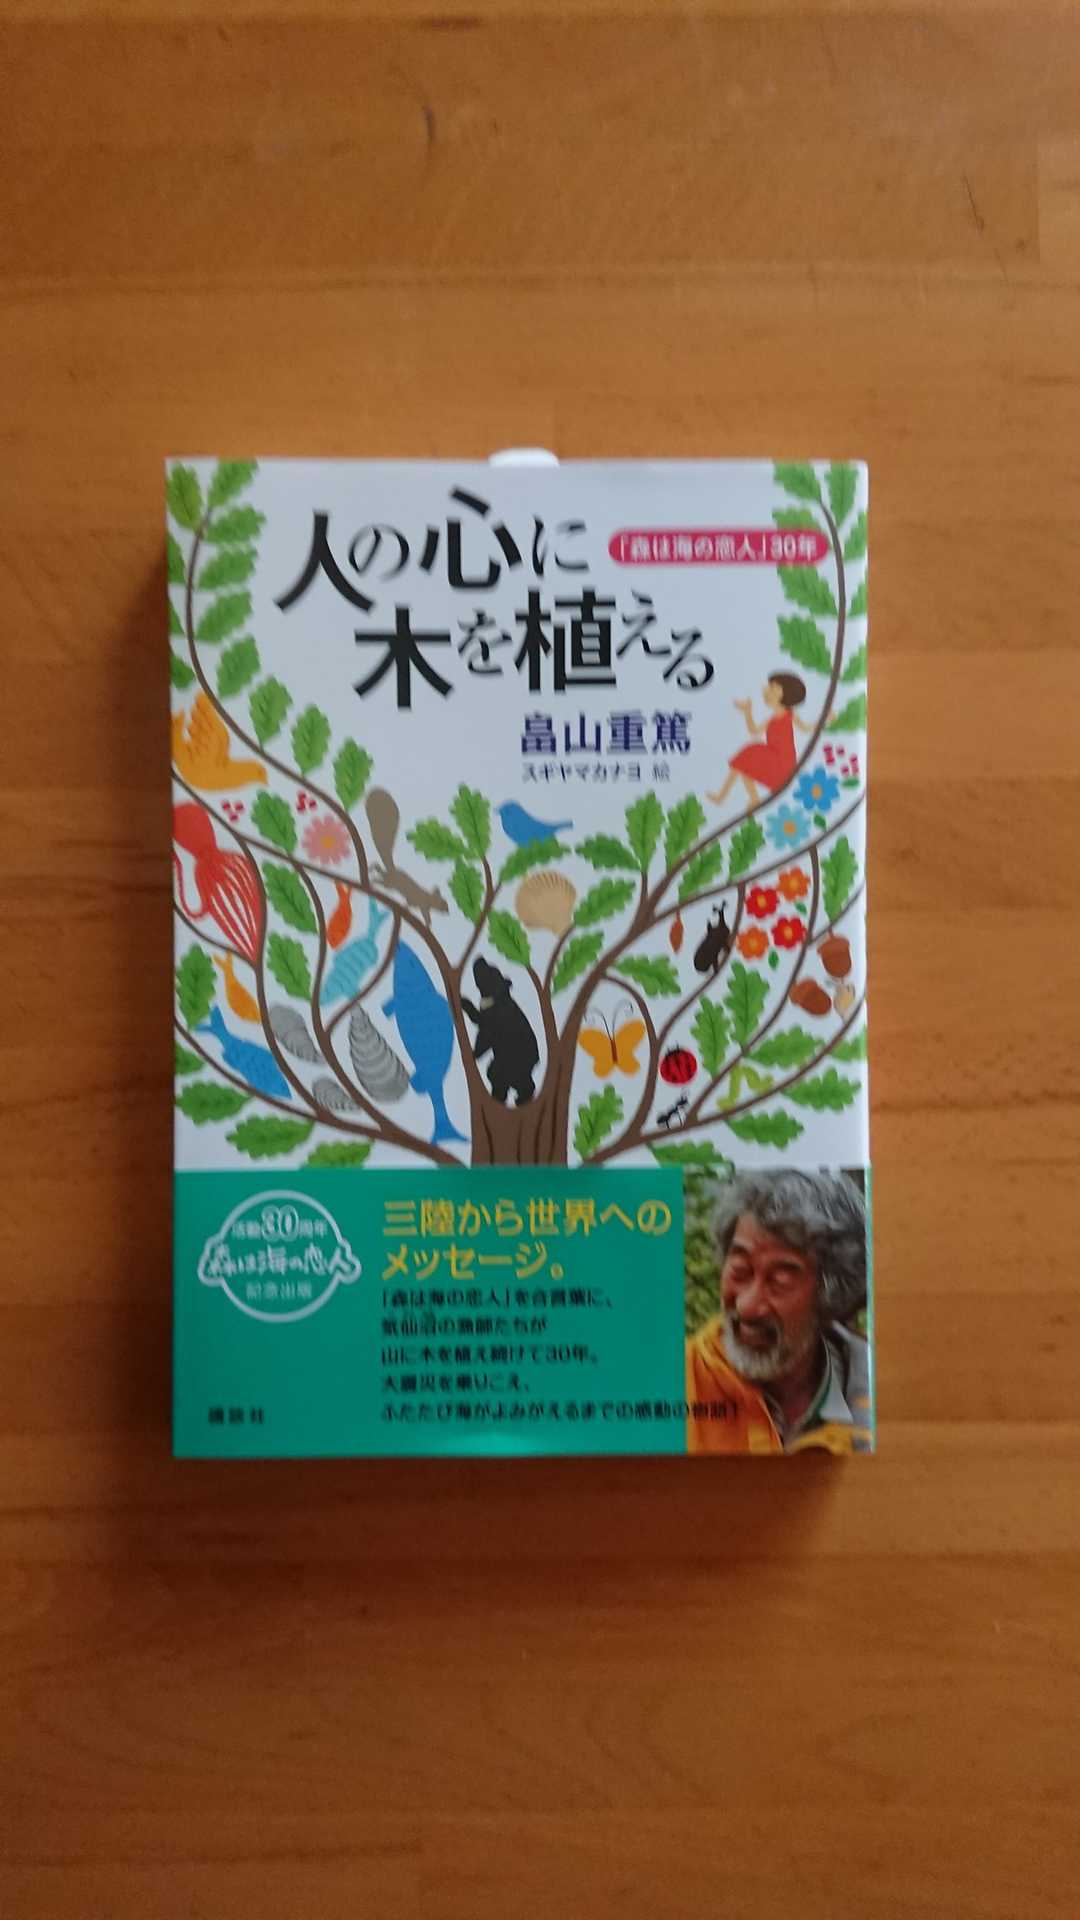 人の心に
木を植える
「森は海の恋人」30年
畠山重篤
スギヤマカナヨ 絵
活動30周年
森は海の恋人
記念出版
三陸から世界への
メッセージ。
「森は海の恋人」を合言葉に、
気仙沼の漁師たちが
山に木を植え続けて30年。
大震災を乗りこえ、
ふたたび海がよみがえるまでの感動の物語！
講談社